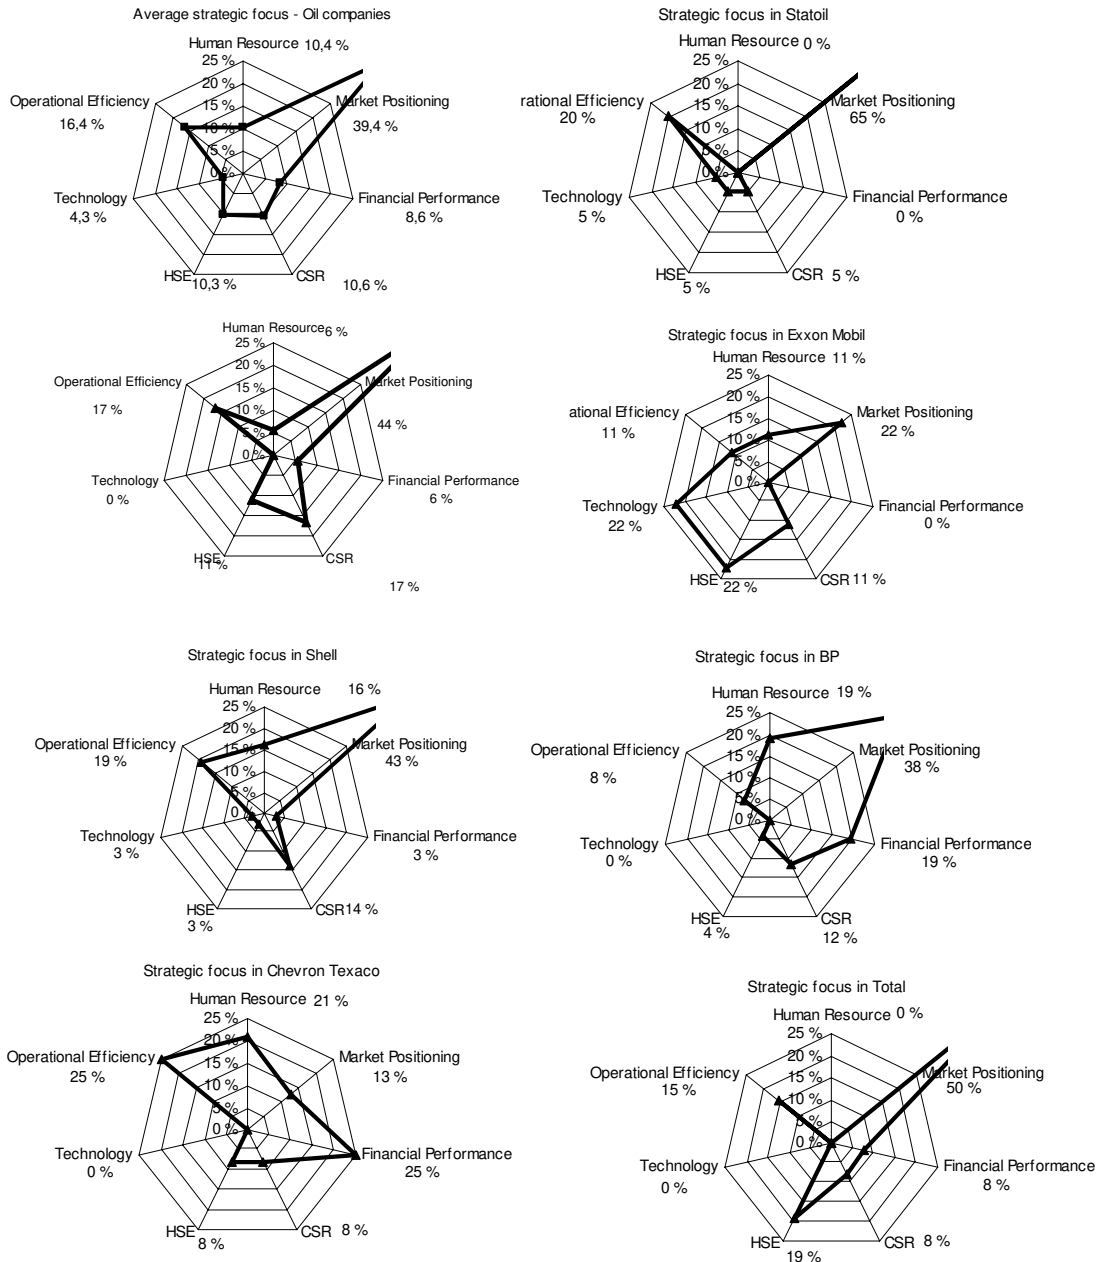 Average strategic focus - Oil companies
Human Resource 10,4 %
25 %
20 %
15 %
10 %
5 %
0 %
Operational Efficiency
16,4 %
Market Positioning
39,4 %
Technology
4,3 %
Financial Performance
8,6 %
HSE
10,3 %
CSR
10,6 %
Strategic focus in Statoil
Human Resource 0 %
25 %
20 %
15 %
10 %
5 %
0 %
rational Efficiency
20 %
Market Positioning
65 %
Technology
5 %
Financial Performance
0 %
HSE
5 %
CSR 5 %
Human Resource 6 %
25 %
20 %
15 %
10 %
5 %
0 %
Operational Efficiency
17 %
Market Positioning
44 %
Technology
0 %
Financial Performance
6 %
HSE
11 %
CSR
17 %
Strategic focus in Exxon Mobil
Human Resource 11 %
25 %
20 %
15 %
10 %
5 %
0 %
ational Efficiency
11 %
Market Positioning
22 %
Technology
22 %
Financial Performance
0 %
HSE 22 %
CSR 11 %
Strategic focus in Shell
Human Resource 16 %
25 %
20 %
15 %
10 %
5 %
0 %
Operational Efficiency
19 %
Market Positioning
43 %
Technology
3 %
Financial Performance
3 %
HSE
3 %
CSR 14 %
Strategic focus in BP
Human Resource 19 %
25 %
20 %
15 %
10 %
5 %
0 %
Operational Efficiency
8 %
Market Positioning
38 %
Technology
0 %
Financial Performance
19 %
HSE
4 %
CSR
12 %
Strategic focus in Chevron Texaco
Human Resource 21 %
25 %
20 %
15 %
10 %
5 %
0 %
Operational Efficiency
25 %
Market Positioning
13 %
Technology
0 %
Financial Performance
25 %
HSE
8 %
CSR 8 %
Strategic focus in Total
Human Resource 0 %
25 %
20 %
15 %
10 %
5 %
0 %
Operational Efficiency
15 %
Market Positioning
50 %
Technology
0 %
Financial Performance
8 %
HSE
19 %
CSR 8 %